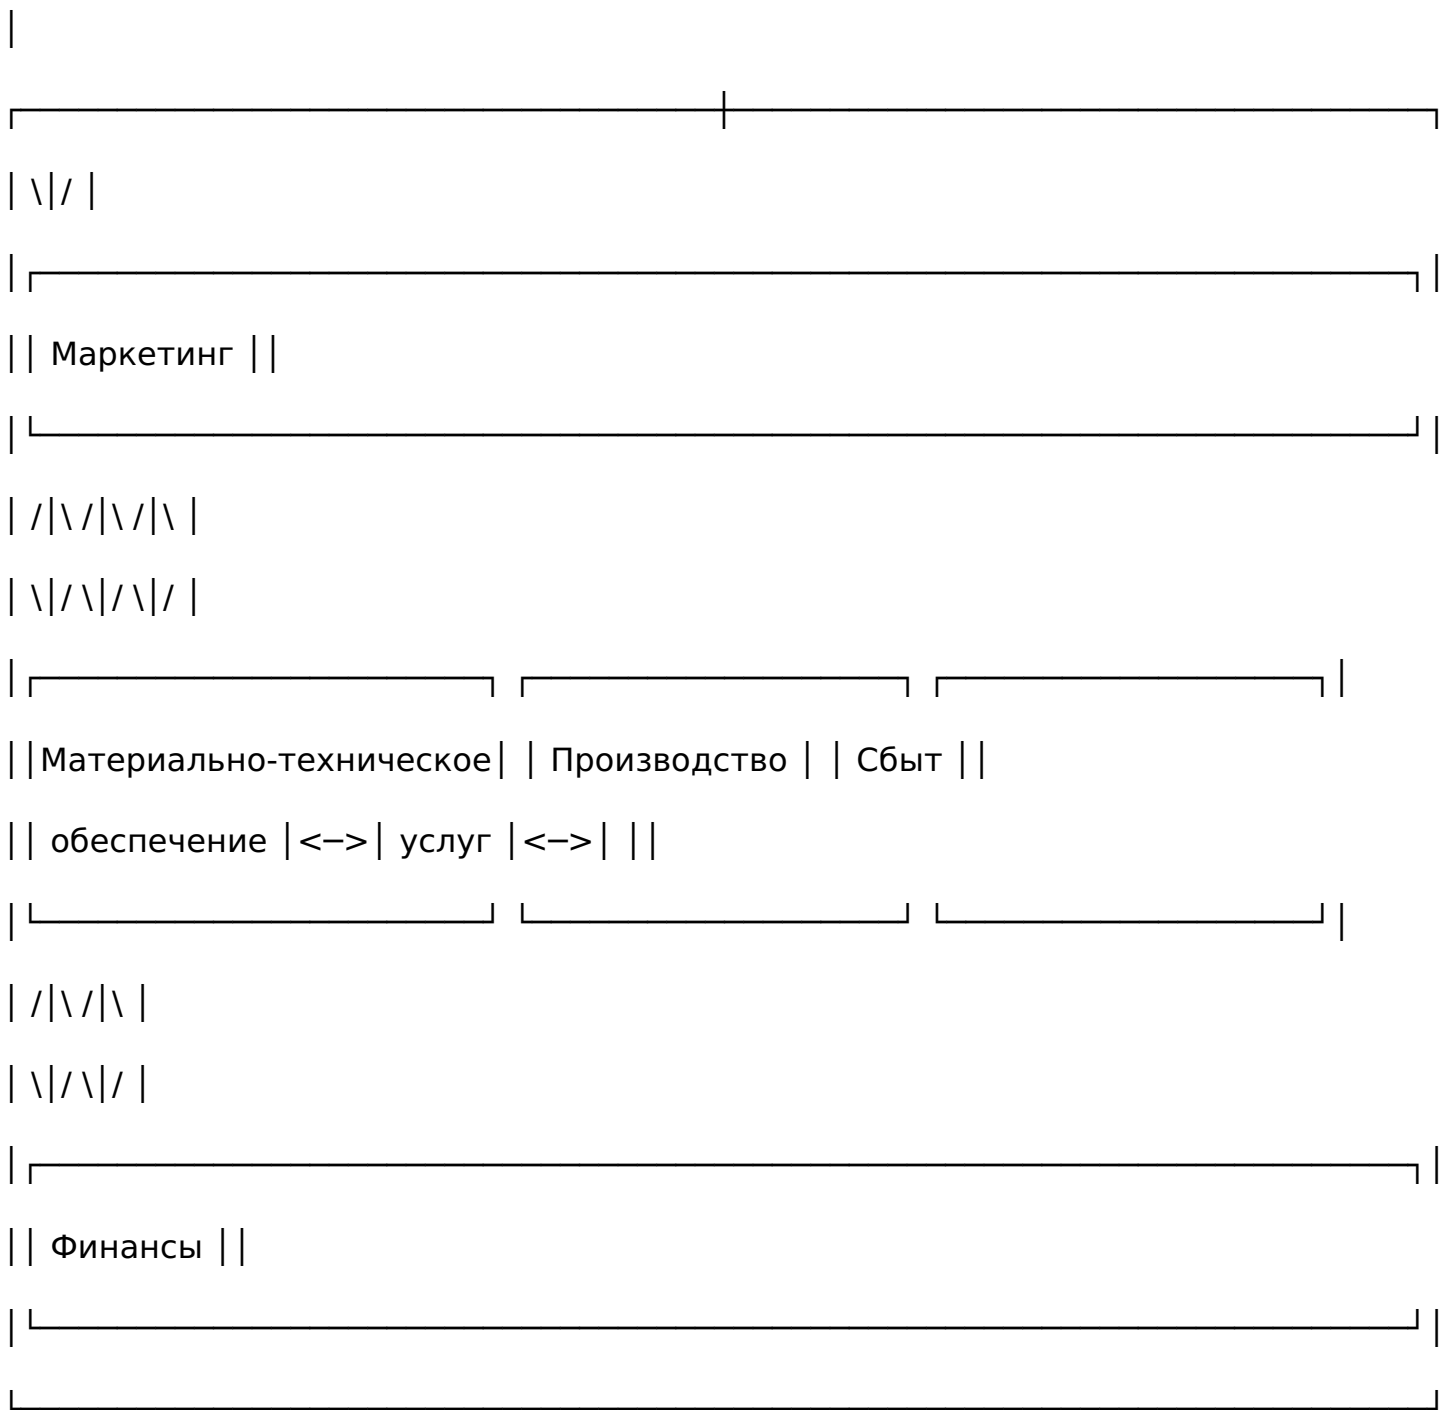 │
┌────────────────────────────────────┼────────────────────────────────────┐
│ \│/ │
│┌───────────────────────────────────────────────────────────────────────┐│
││ Маркетинг ││
│└───────────────────────────────────────────────────────────────────────┘│
│ /│\ /│\ /│\ │
│ \│/ \│/ \│/ │
│┌────────────────────────┐ ┌───────────────────┐ ┌────────────────────┐│
││Материально-техническое│ │ Производство │ │ Сбыт ││
││ обеспечение │<─>│ услуг │<─>│ ││
│└────────────────────────┘ └───────────────────┘ └────────────────────┘│
│ /│\ /│\ │
│ \│/ \│/ │
│┌───────────────────────────────────────────────────────────────────────┐│
││ Финансы ││
│└───────────────────────────────────────────────────────────────────────┘│
└─────────────────────────────────────────────────────────────────────────┘